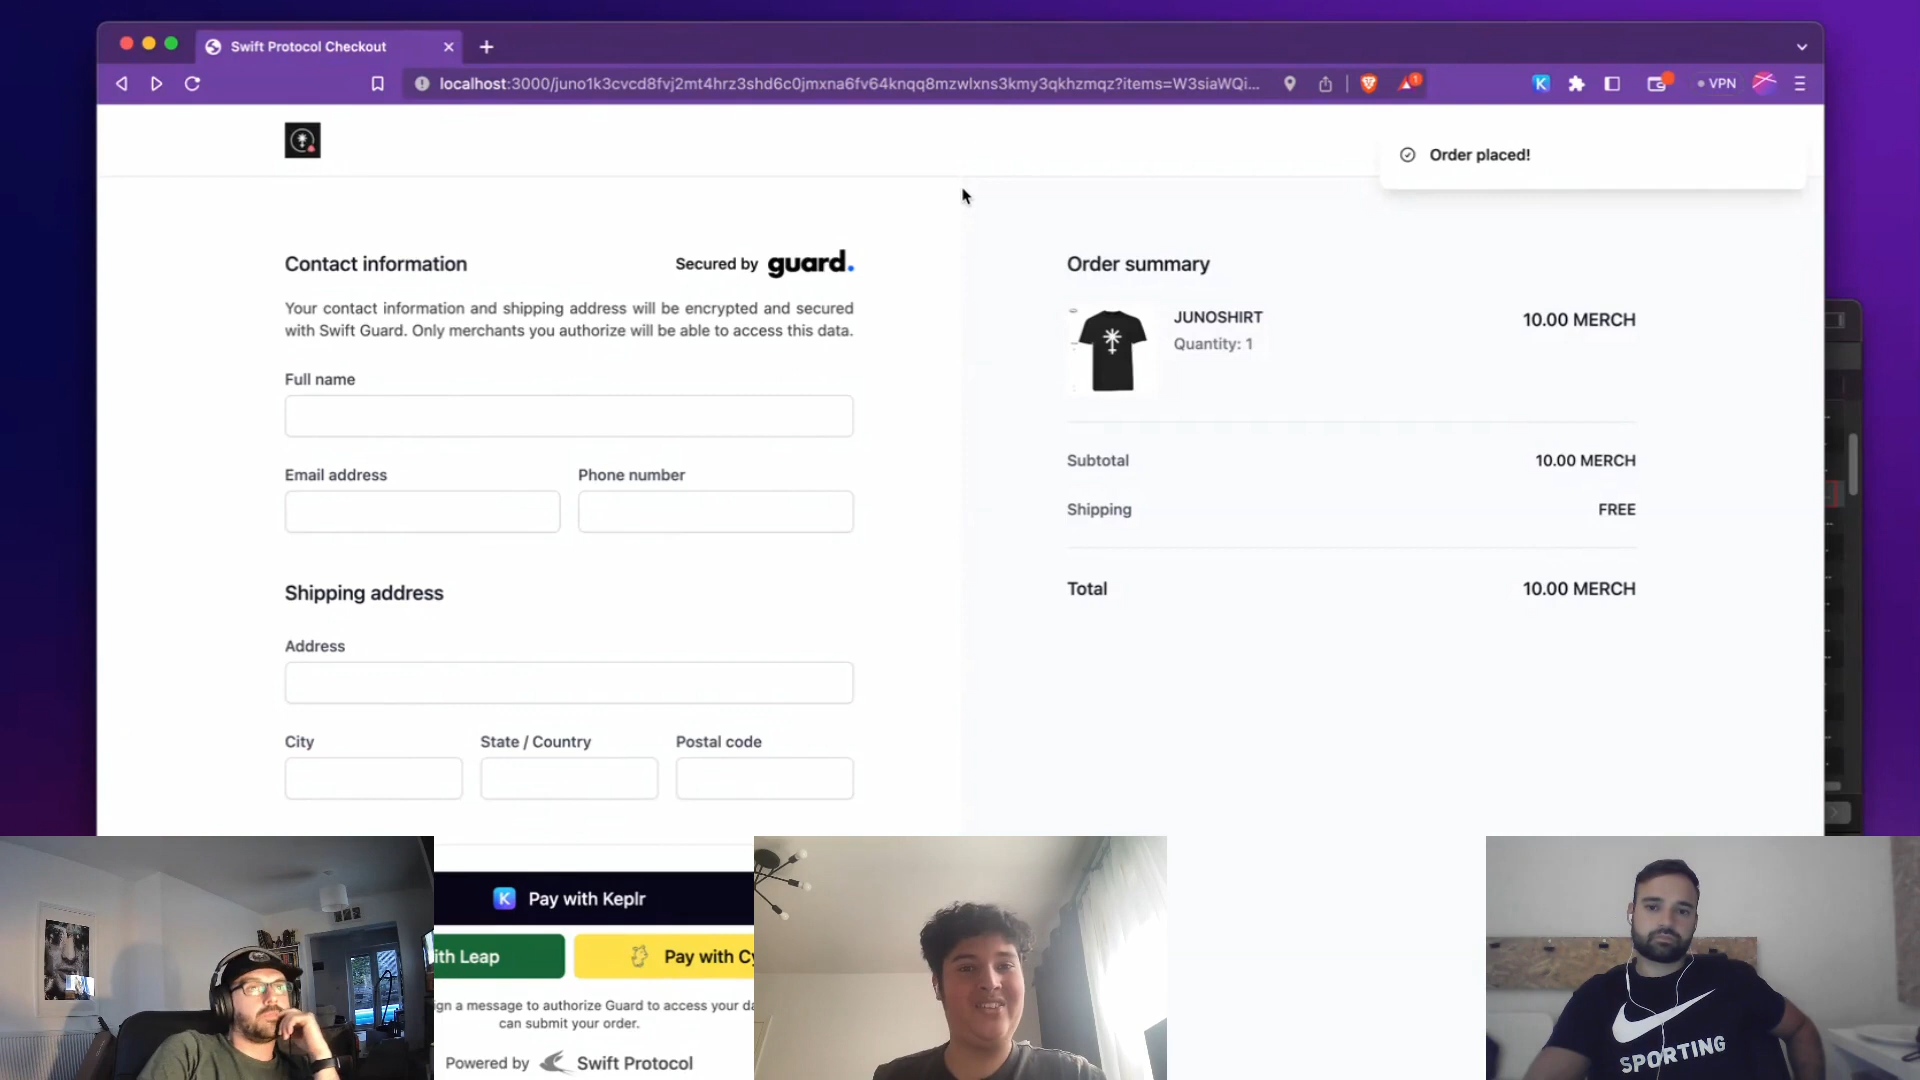 Swift Protocol Checkout
localhost:3000/juno1k3cvcd8fvj2mt4hrz3shd6c0jmxna6fv64knqq8mzwlxns3kmy3qkhzmqz?items=W3siaWQi...
1
K
VPN
Order placed!
Contact information
Secured by guard.
Your contact information and shipping address will be encrypted and secured
with Swift Guard. Only merchants you authorize will be able to access this data.
Full name
Email address
Phone number
Shipping address
Address
City
State / Country
Postal code
Order summary
JUNOSHIRT
10.00 MERCH
Quantity: 1
Subtotal
10.00 MERCH
Shipping
FREE
Total
10.00 MERCH
K Pay with Keplr
ith Leap
Pay with Cy
ign a message to authorize Guard to access your da
can submit your order.
Powered by Swift Protocol
SPORTING